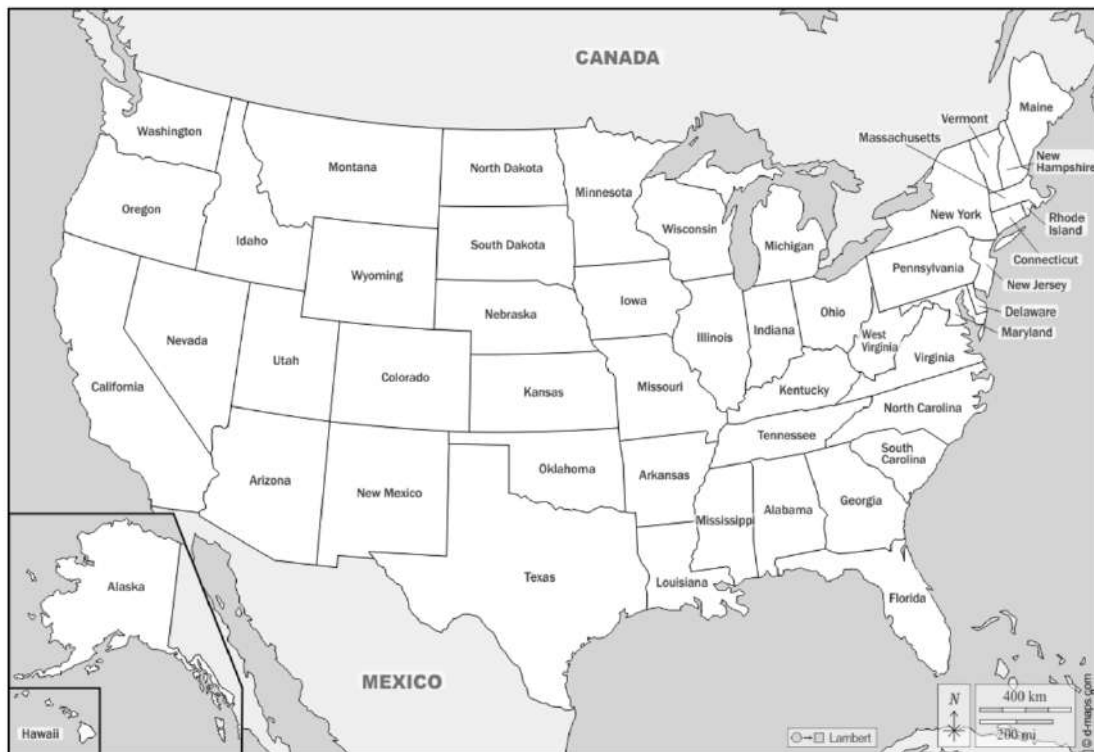 CANADA
Washington
Montana
North Dakota
Minnesota
Maine
Vermont
Massachusetts
New
Hampshire
Oregon
Idaho
Wyoming
South Dakota
Wisconsin
Michigan
New York
Rhode
Island
Connecticut
Pennsylvania
New Jersey
Iowa
Nebraska
Delaware
Maryland
Nevada
Utah
Colorado
Kansas
Missouri
Illinois
Indiana
Ohio
West
Virginia
Virginia
California
Kentucky
North Carolina
Tennessee
South
Carolina
Arizona
New Mexico
Oklahoma
Arkansas
Mississippi
Alabama
Georgia
Texas
Louisiana
Florida
Alaska
Hawaii
MEXICO
N
400 km
200 mi
Lambert
© d-maps.com